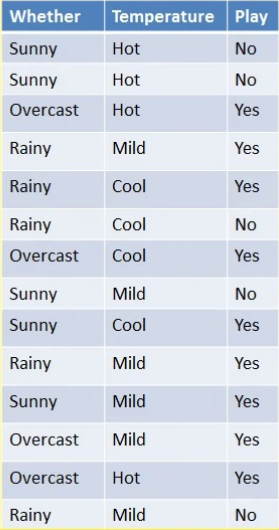 Whether Temperature Play
Sunny Hot No
Sunny Hot No
Overcast Hot Yes
Rainy Mild Yes
Rainy Cool Yes
Rainy Cool No
Overcast Cool Yes
Sunny Mild No
Sunny Cool Yes
Rainy Mild Yes
Sunny Mild Yes
Overcast Mild Yes
Overcast Hot Yes
Rainy Mild No